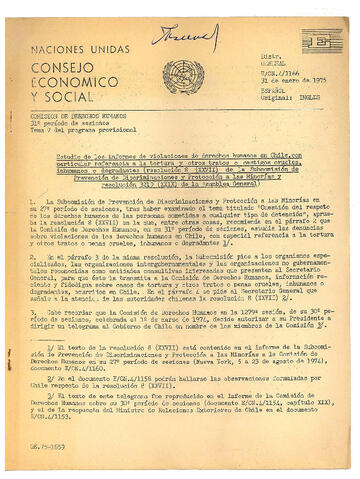 NACIONES UNIDAS
CONSEJO
ECONOMICO
Y SOCIAL
Distr.
GENERAL
E/CN.4/1166
31 de enero de 1975
ESPAÑOL
Original: INGLES
COMISION DE DERECHOS HUMANOS
31º período de sesiones
Tema 7 del programa provisional
Estudio de los informes de violaciones de derechos humanos en Chile, con
particular referencia a la tortura y otros tratos o castigos crueles,
inhumanos o degradantes (resolución 8 (XXVII) de la Subcomisión de
Prevención de Discriminaciones y Protección a las Minorías y
resolución 3219 (XXIX) de la Asamblea General)
1. La Subcomisión de Prevención de Discriminaciones y Protección a las Minorías en
su 27º período de sesiones, tras haber examinado el tema titulado "Cuestión del respeto
de los derechos humanos de las personas sometidas a cualquier tipo de detención", aprueba
la resolución 8 (XXVII) en la que, entre otras cosas, recomienda en el párrafo 2 que
la Comisión de Derechos Humanos, en su 31º período de sesiones, estudie las denuncias
sobre violaciones de los derechos humanos en Chile, con especial referencia a la tortura
y otros tratos o penas crueles, inhumanos o degradantes 1/.
2. En el párrafo 3 de la misma resolución, la Subcomisión pide a los organismos especializados,
las organizaciones intergubernamentales y las organizaciones no gubernamentales
reconocidas como entidades consultivas interesadas que presenten al Secretario
General, para que éste la transmita a la Comisión de Derechos Humanos, información reciente
y fidedigna sobre casos de tortura y otros tratos o penas crueles, inhumanos o
degradantes, ocurridos en Chile. En el párrafo 4 se pide al Secretario General que
señale a la atención de las autoridades chilenas la resolución 8 (XXVII) 2/.
3. Cabe recordar que la Comisión de Derechos Humanos en la 1279ª sesión, de su 30º período
de sesiones, celebrada el 1º de marzo de 1974, decidió autorizar a su Presidente a
dirigir un telegrama al Gobierno de Chile en nombre de los miembros de la Comisión 3/.
1/ El texto de la resolución 8 (XXVII) está contenido en el informe de la Subcomisión
de Prevención de Discriminaciones y Protección a las Minorías a la Comisión de
Derechos Humanos en su 27º período de sesiones (Nueva York, 5 a 23 de agosto de 1974),
documento E/CN.4/1160.
2/ En el documento E/CN.4/1158 podrán hallarse las observaciones formuladas por
Chile respecto de la resolución 8 (XXVII).
3/ El texto de este telegrama fue reproducido en el Informe de la Comisión de
Derechos Humanos sobre su 30º período de sesiones (documento E/CN.4/1154, capítulo XIX),
y el de la respuesta del Ministro de Relaciones Exteriores de Chile en el documento
E/CN.4/1153.
GE.75-1657